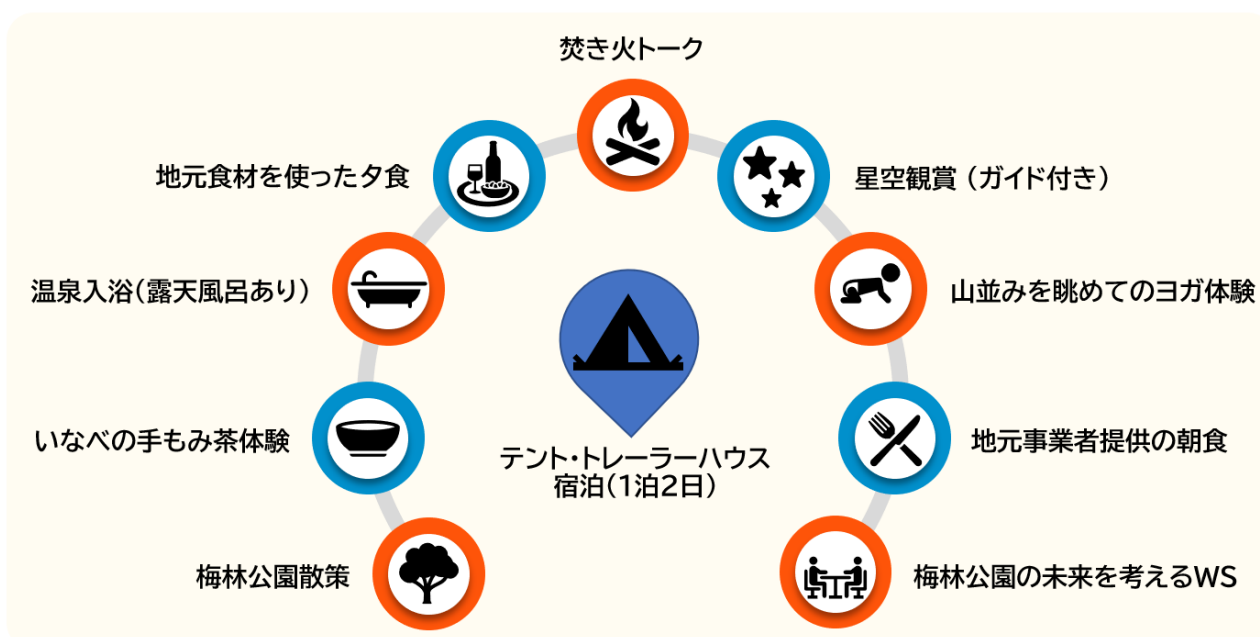 焚き火トーク
地元食材を使った夕食
星空観賞（ガイド付き）
温泉入浴(露天風呂あり)
山並みを眺めてのヨガ体験
いなべの手もみ茶体験
地元事業者提供の朝食
テント・トレーラーハウス
宿泊(1泊2日)
梅林公園散策
梅林公園の未来を考えるWS